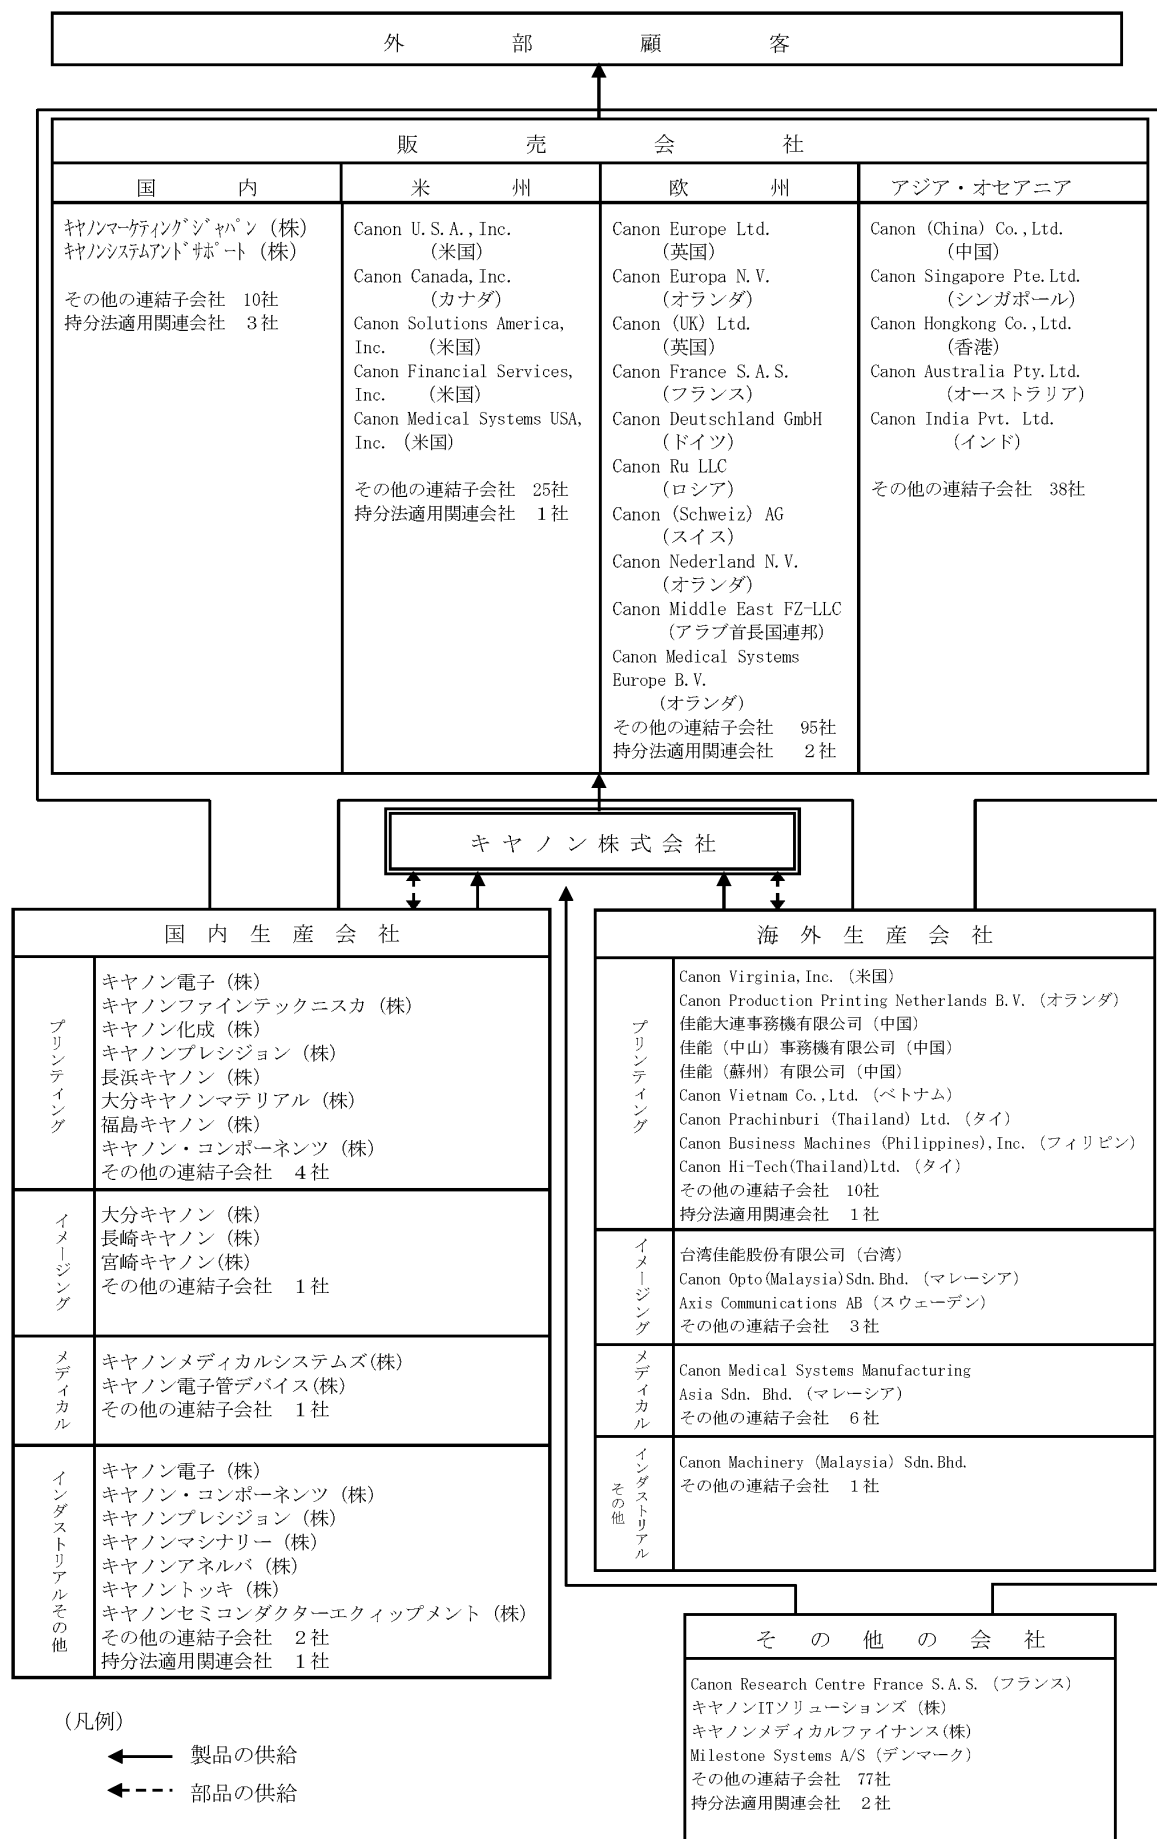 外部顧客
販売会社
国内
キヤノンマーケティングジャパン（株）
キヤノンシステムアンドサポート（株）
その他の連結子会社　10社
持分法適用関連会社　３社
米州
Canon U.S.A.,Inc.
（米国）
Canon Canada,Inc.
（カナダ）
Canon Solutions America,
Inc.　（米国）
Canon Financial Services,
Inc.　（米国）
Canon Medical Systems USA,
Inc.（米国）
その他の連結子会社　25社
持分法適用関連会社　１社
欧州
Canon Europe Ltd.
（英国）
Canon Europa N.V.
（オランダ）
Canon (UK) Ltd.
（英国）
Canon France S.A.S.
（フランス）
Canon Deutschland GmbH
（ドイツ）
Canon Ru LLC
（ロシア）
Canon (Schweiz) AG
（スイス）
Canon Nederland N.V.
（オランダ）
Canon Middle East FZ-LLC
（アラブ首長国連邦）
Canon Medical Systems
Europe B.V.
（オランダ）
その他の連結子会社　95社
持分法適用関連会社　２社
アジア・オセアニア
Canon (China) Co.,Ltd.
（中国）
Canon Singapore Pte.Ltd.
（シンガポール）
Canon Hongkong Co.,Ltd.
（香港）
Canon Australia Pty.Ltd.
（オーストラリア）
Canon India Pvt. Ltd.
（インド）
その他の連結子会社　38社
キヤノン株式会社
国内生産会社
プリンティング
キヤノン電子（株）
キヤノンファインテックニスカ（株）
キヤノン化成（株）
キヤノンプレシジョン（株）
長浜キヤノン（株）
大分キヤノンマテリアル（株）
福島キヤノン（株）
キヤノン・コンポーネンツ（株）
その他の連結子会社　４社
イメージング
大分キヤノン（株）
長崎キヤノン（株）
宮崎キヤノン(株）
その他の連結子会社　１社
メディカル
キヤノンメディカルシステムズ(株）
キヤノン電子管デバイス(株）
その他の連結子会社　１社
インダストリアルその他
キヤノン電子（株）
キヤノン・コンポーネンツ（株）
キヤノンプレシジョン（株）
キヤノンマシナリー（株）
キヤノンアネルバ（株）
キヤノントッキ（株）
キヤノンセミコンダクターエクィップメント（株）
その他の連結子会社　２社
持分法適用関連会社　１社
海外生産会社
プリンティング
Canon Virginia,Inc.（米国）
Canon Production Printing Netherlands B.V.（オランダ）
佳能大連事務機有限公司（中国）
佳能（中山）事務機有限公司（中国）
佳能（蘇州）有限公司（中国）
Canon Vietnam Co.,Ltd.（ベトナム）
Canon Prachinburi (Thailand) Ltd.（タイ）
Canon Business Machines (Philippines),Inc.（フィリピン）
Canon Hi-Tech(Thailand)Ltd.（タイ）
その他の連結子会社　10社
持分法適用関連会社　１社
イメージング
台湾佳能股份有限公司（台湾）
Canon Opto(Malaysia)Sdn.Bhd.（マレーシア）
Axis Communications AB（スウェーデン）
その他の連結子会社　３社
メディカル
Canon Medical Systems Manufacturing
Asia Sdn. Bhd.（マレーシア）
その他の連結子会社　６社
インダストリアル
その他
Canon Machinery (Malaysia) Sdn.Bhd.
その他の連結子会社　１社
その他の会社
Canon Research Centre France S.A.S.（フランス）
キヤノンITソリューションズ（株）
キヤノンメディカルファイナンス(株）
Milestone Systems A/S（デンマーク）
その他の連結子会社　77社
持分法適用関連会社　２社
（凡例）
製品の供給
部品の供給